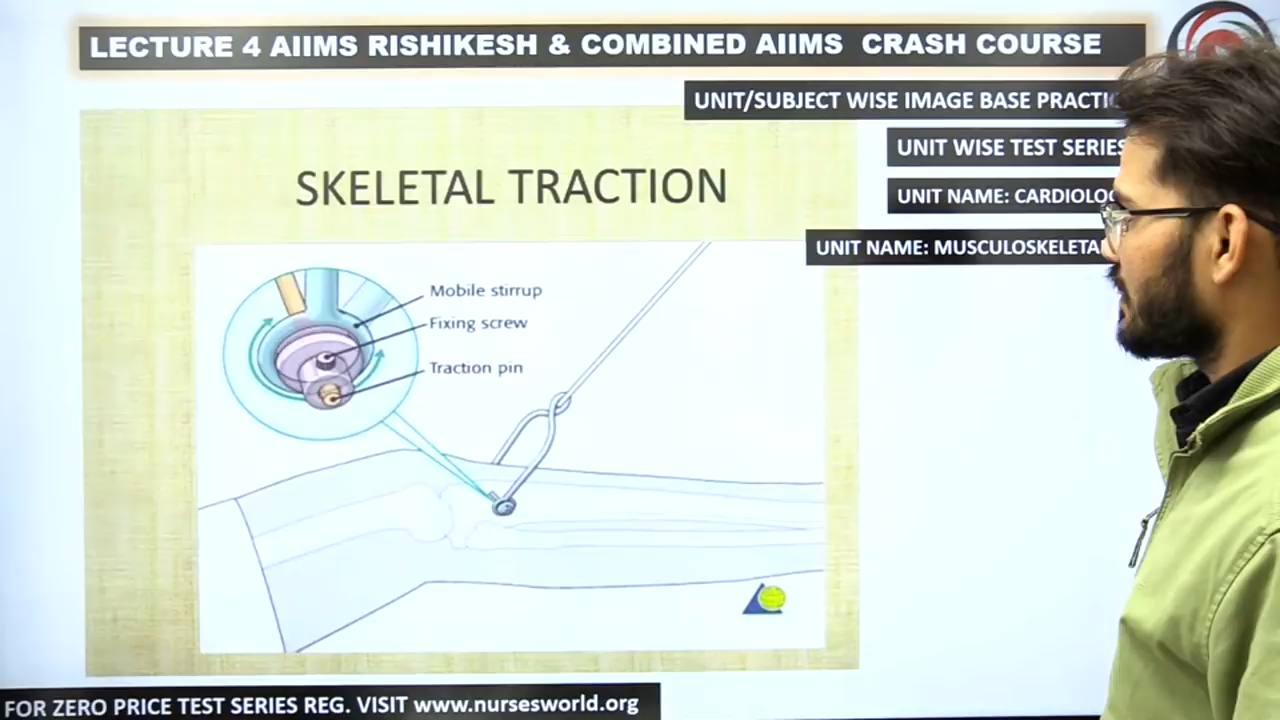 LECTURE 4 AIIMS RISHIKESH & COMBINED AIIMS CRASH COURSE
UNIT/SUBJECT WISE IMAGE BASE
UNIT WISE TEST SERIES
UNIT NAME:
UNIT NAME:
SKELETAL TRACTION
Mobile stirrup
Fixing screw
Traction pin
FOR ZERO PRICE TEST SERIES REG. VISIT www.nursesworld.org